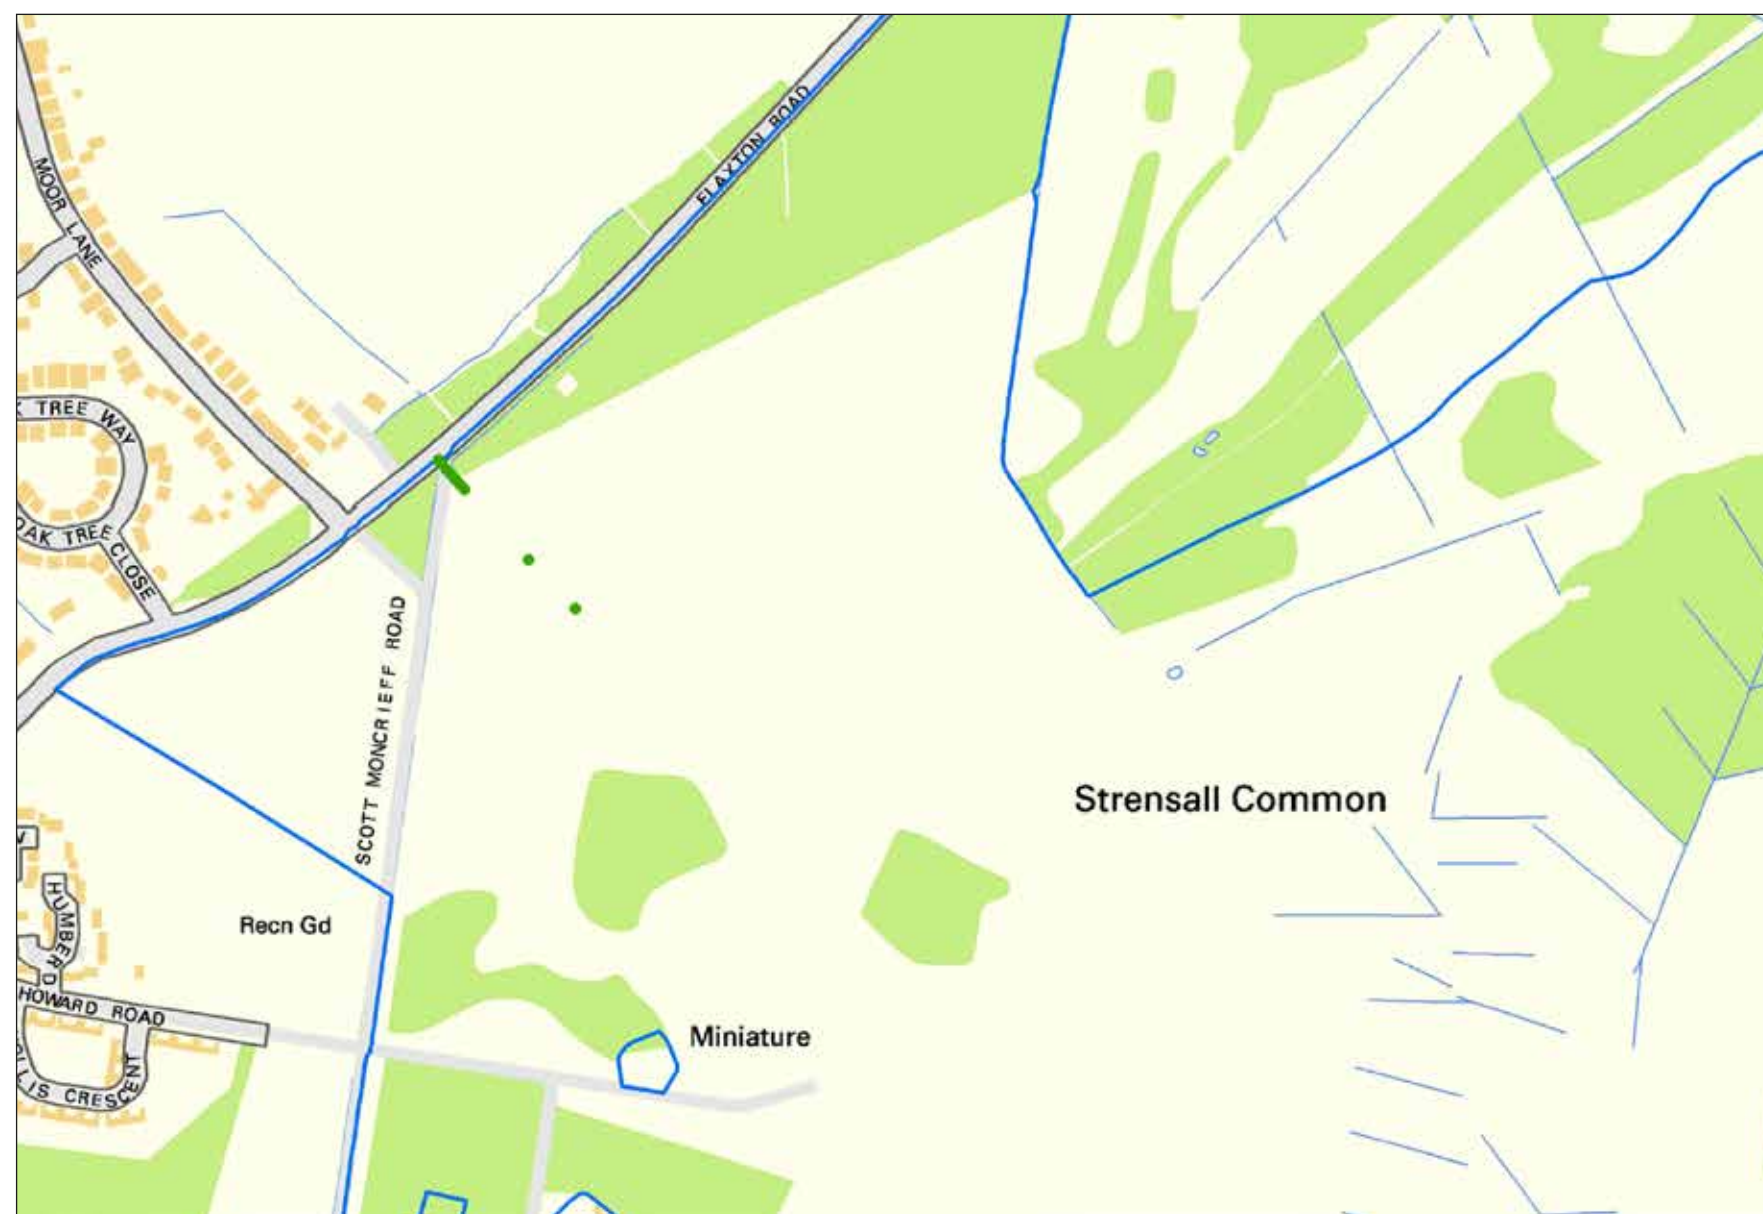 FLAXTON ROAD
MOOR LANE
K TREE WAY
OAK TREE CLOSE
SCOTT MONCRIEFF ROAD
Strensall Common
Recn Gd
HUMBER D
HOWARD ROAD
Miniature
LLIS CRESCENT